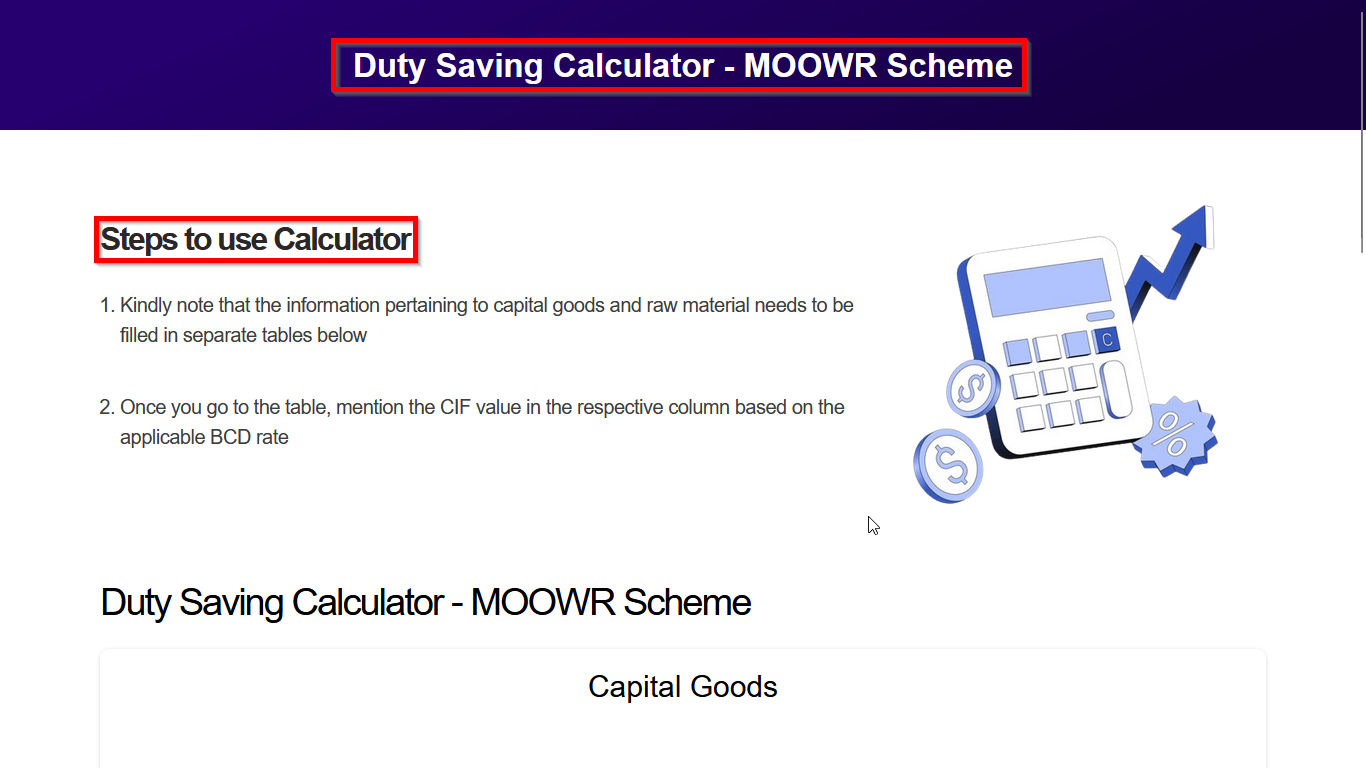 Duty Saving Calculator - MOOWR Scheme
Steps to use Calculator
1. Kindly note that the information pertaining to capital goods and raw material needs to be
filled in separate tables below
2. Once you go to the table, mention the CIF value in the respective column based on the
applicable BCD rate
C
$
%
$
Duty Saving Calculator - MOOWR Scheme
Capital Goods